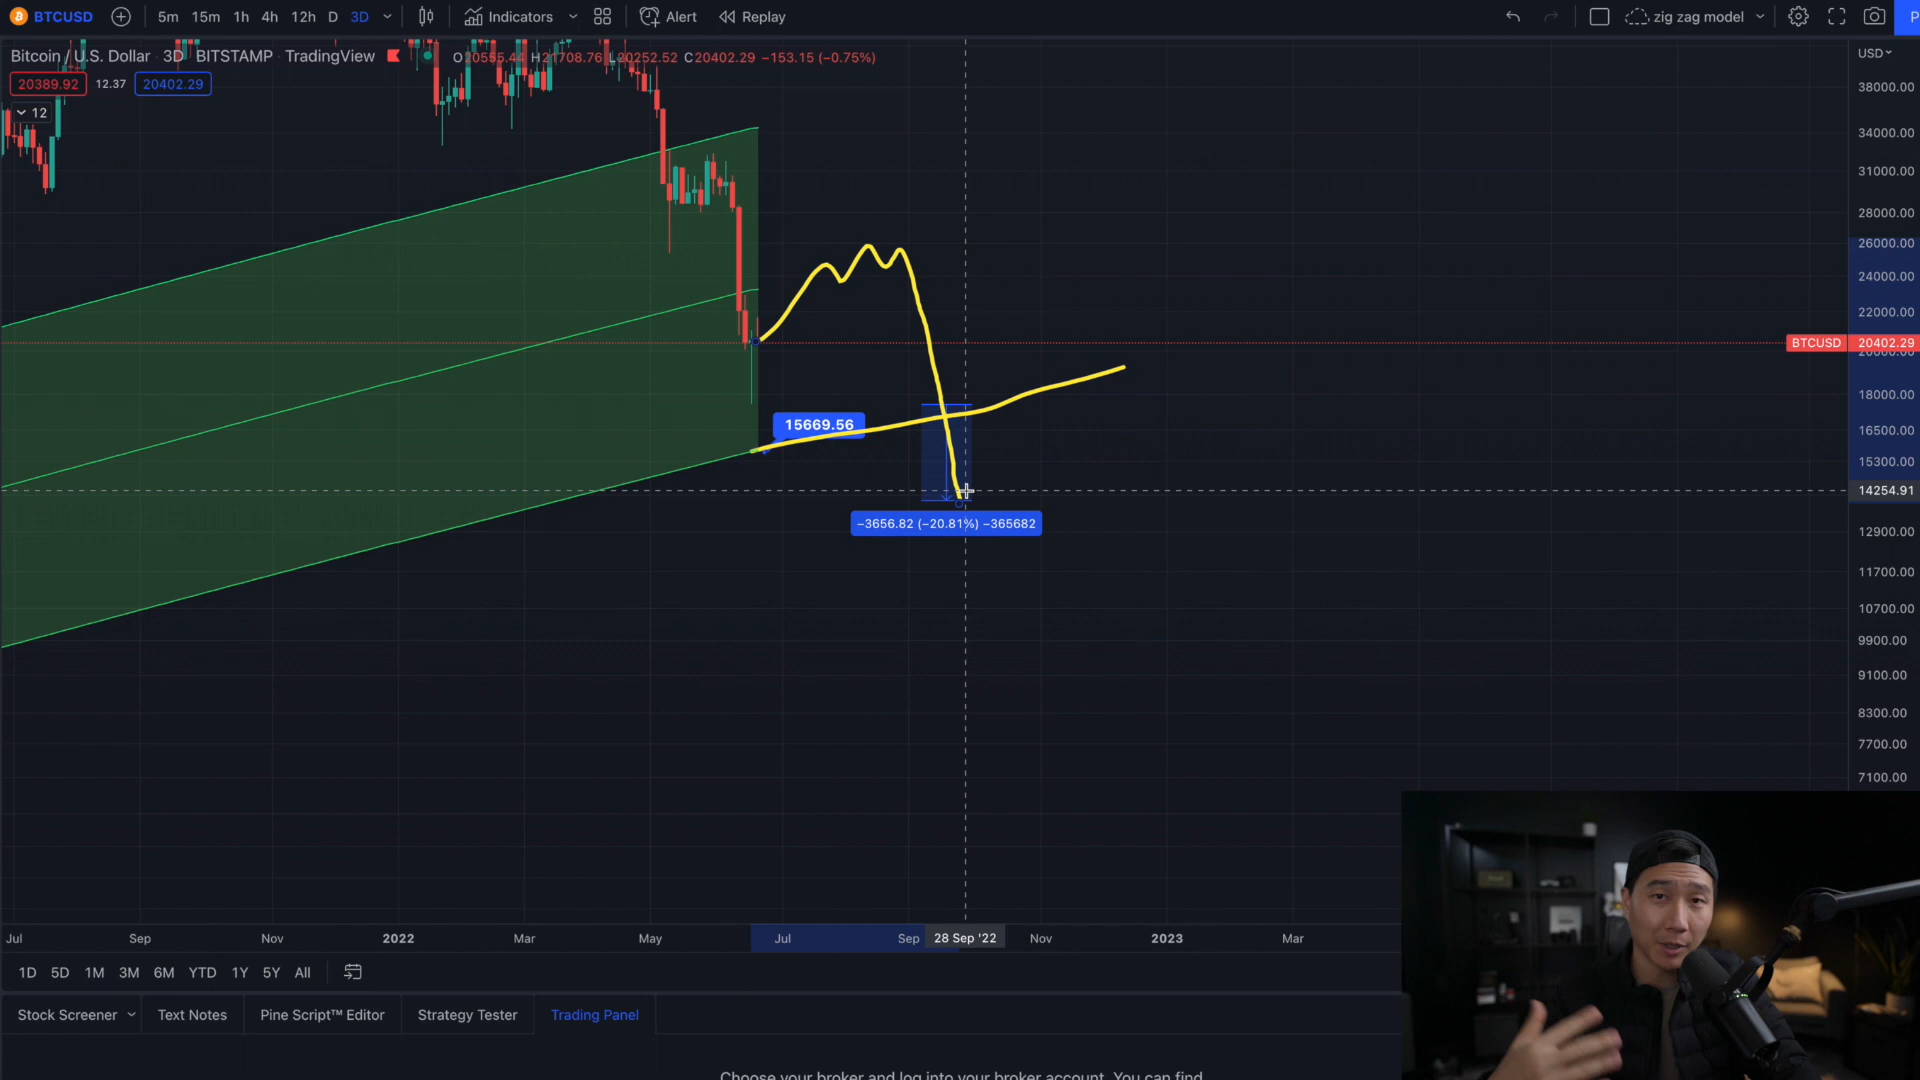 BTCUSD 5m 15m 1h 4h 12h D 3D Indicators Alert Replay zig zag model P
Bitcoin / U.S. Dollar 3D BITSTAMP TradingView O20555.44 H21708.76 L20252.52 C20402.29 −153.15 (−0.75%) USD
20389.92 12.37 20402.29
12
38000.00
34000.00
31000.00
28000.00
26000.00
24000.00
22000.00
BTCUSD 20402.29
20000.00
18000.00
15669.56
16500.00
15300.00
14254.91
−3656.82 (−20.81%) −365682
12900.00
11700.00
10700.00
9900.00
9100.00
8300.00
7700.00
7100.00
Jul Sep Nov 2022 Mar May Jul Sep 28 Sep '22 Nov 2023 Mar
1D 5D 1M 3M 6M YTD 1Y 5Y All
Stock Screener Text Notes Pine Script™ Editor Strategy Tester Trading Panel
Choose your broker and log into your broker account. You can find